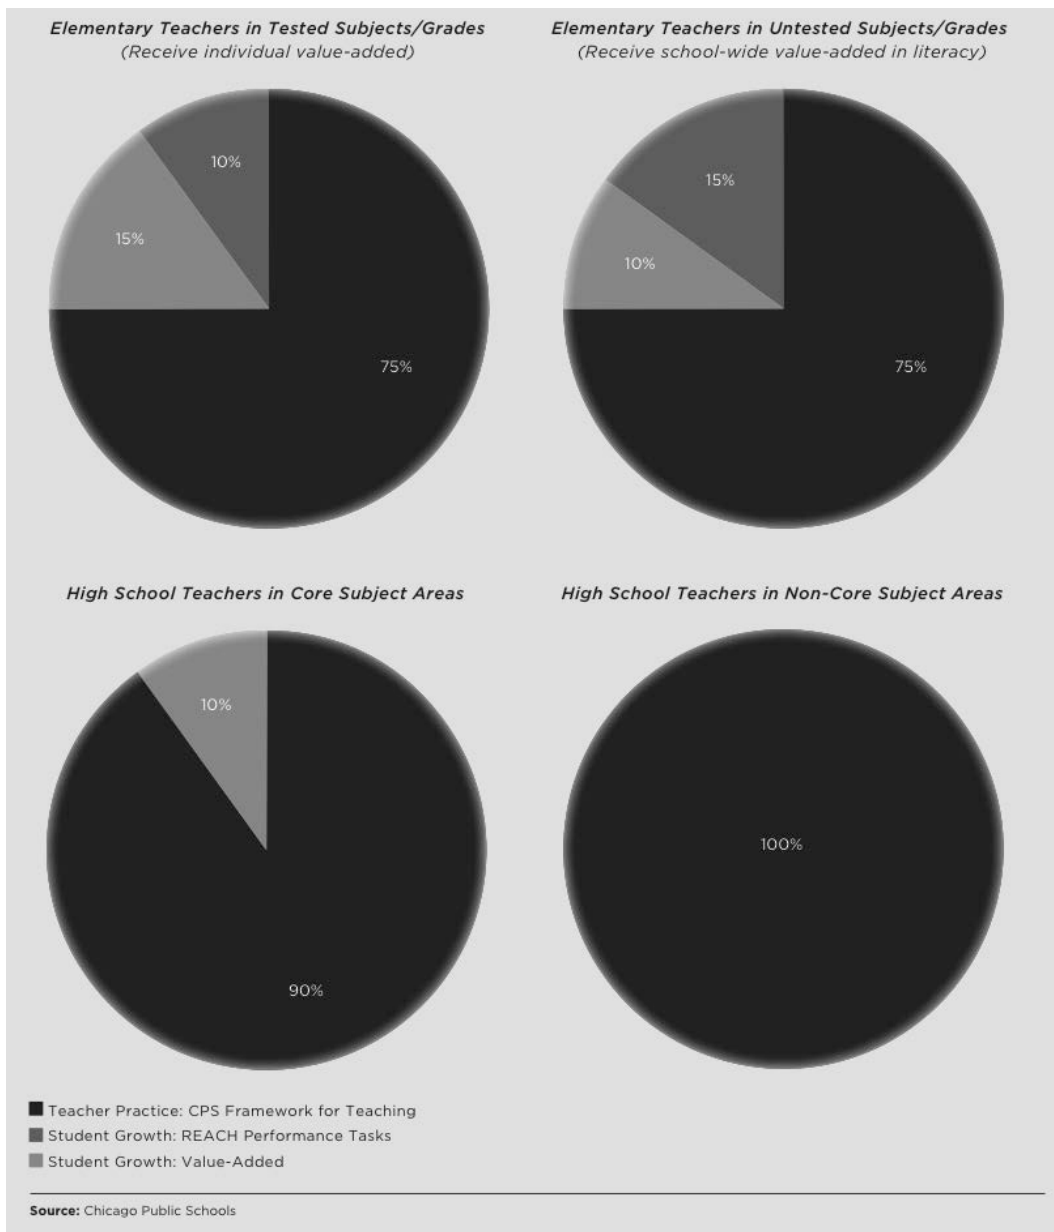 Elementary Teachers in Tested Subjects/Grades
(Receive individual value-added)
10%
15%
75%
Elementary Teachers in Untested Subjects/Grades
(Receive school-wide value-added in literacy)
15%
10%
75%
High School Teachers in Core Subject Areas
10%
90%
High School Teachers in Non-Core Subject Areas
100%
Teacher Practice: CPS Framework for Teaching
Student Growth: REACH Performance Tasks
Student Growth: Value-Added
Source: Chicago Public Schools